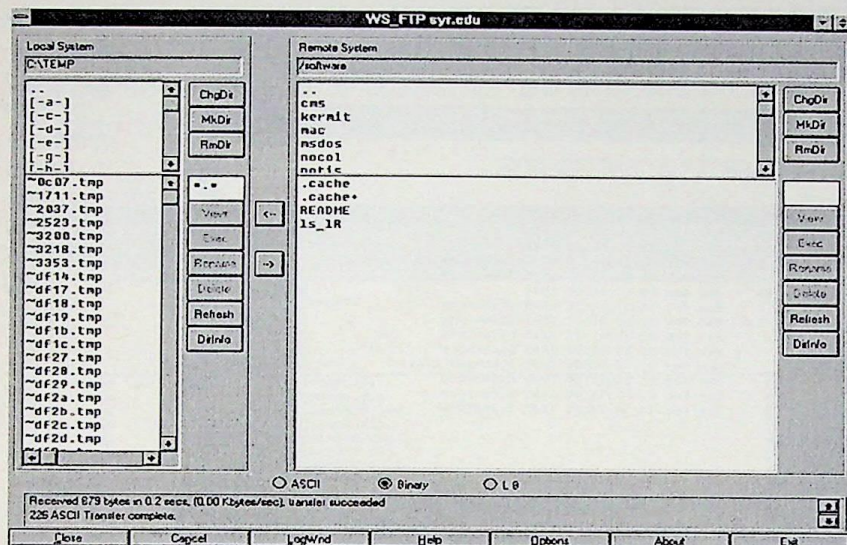 WS_FTP syr.edu
Local System
C:\TEMP
..
[-a-]
[-c-]
[-d-]
[-e-]
[-g-]
[-h-]
ChgDir
MkDir
RmDir
~0c07.tmp
~1711.tmp
~2037.tmp
~2523.tmp
~3200.tmp
~3218.tmp
~3353.tmp
~df14.tmp
~df17.tmp
~df18.tmp
~df19.tmp
~df1b.tmp
~df1c.tmp
~df27.tmp
~df28.tmp
~df29.tmp
~df2a.tmp
~df2b.tmp
~df2c.tmp
~df2d.tmp
*.*
View
Exec
Rename
Delete
Refresh
DirInfo
<--
-->
Remote System
/software
..
cms
kermit
mac
msdos
nocol
notis
ChgDir
MkDir
RmDir
.cache
.cache+
README
ls_lR
View
Exec
Rename
Delete
Refresh
DirInfo
ASCII
Binary
L 8
Received 879 bytes in 0.2 secs, (0.00 Kbytes/sec), transfer succeeded
226 ASCII Transfer complete.
Close
Cancel
LogWnd
Help
Options
About
Exit